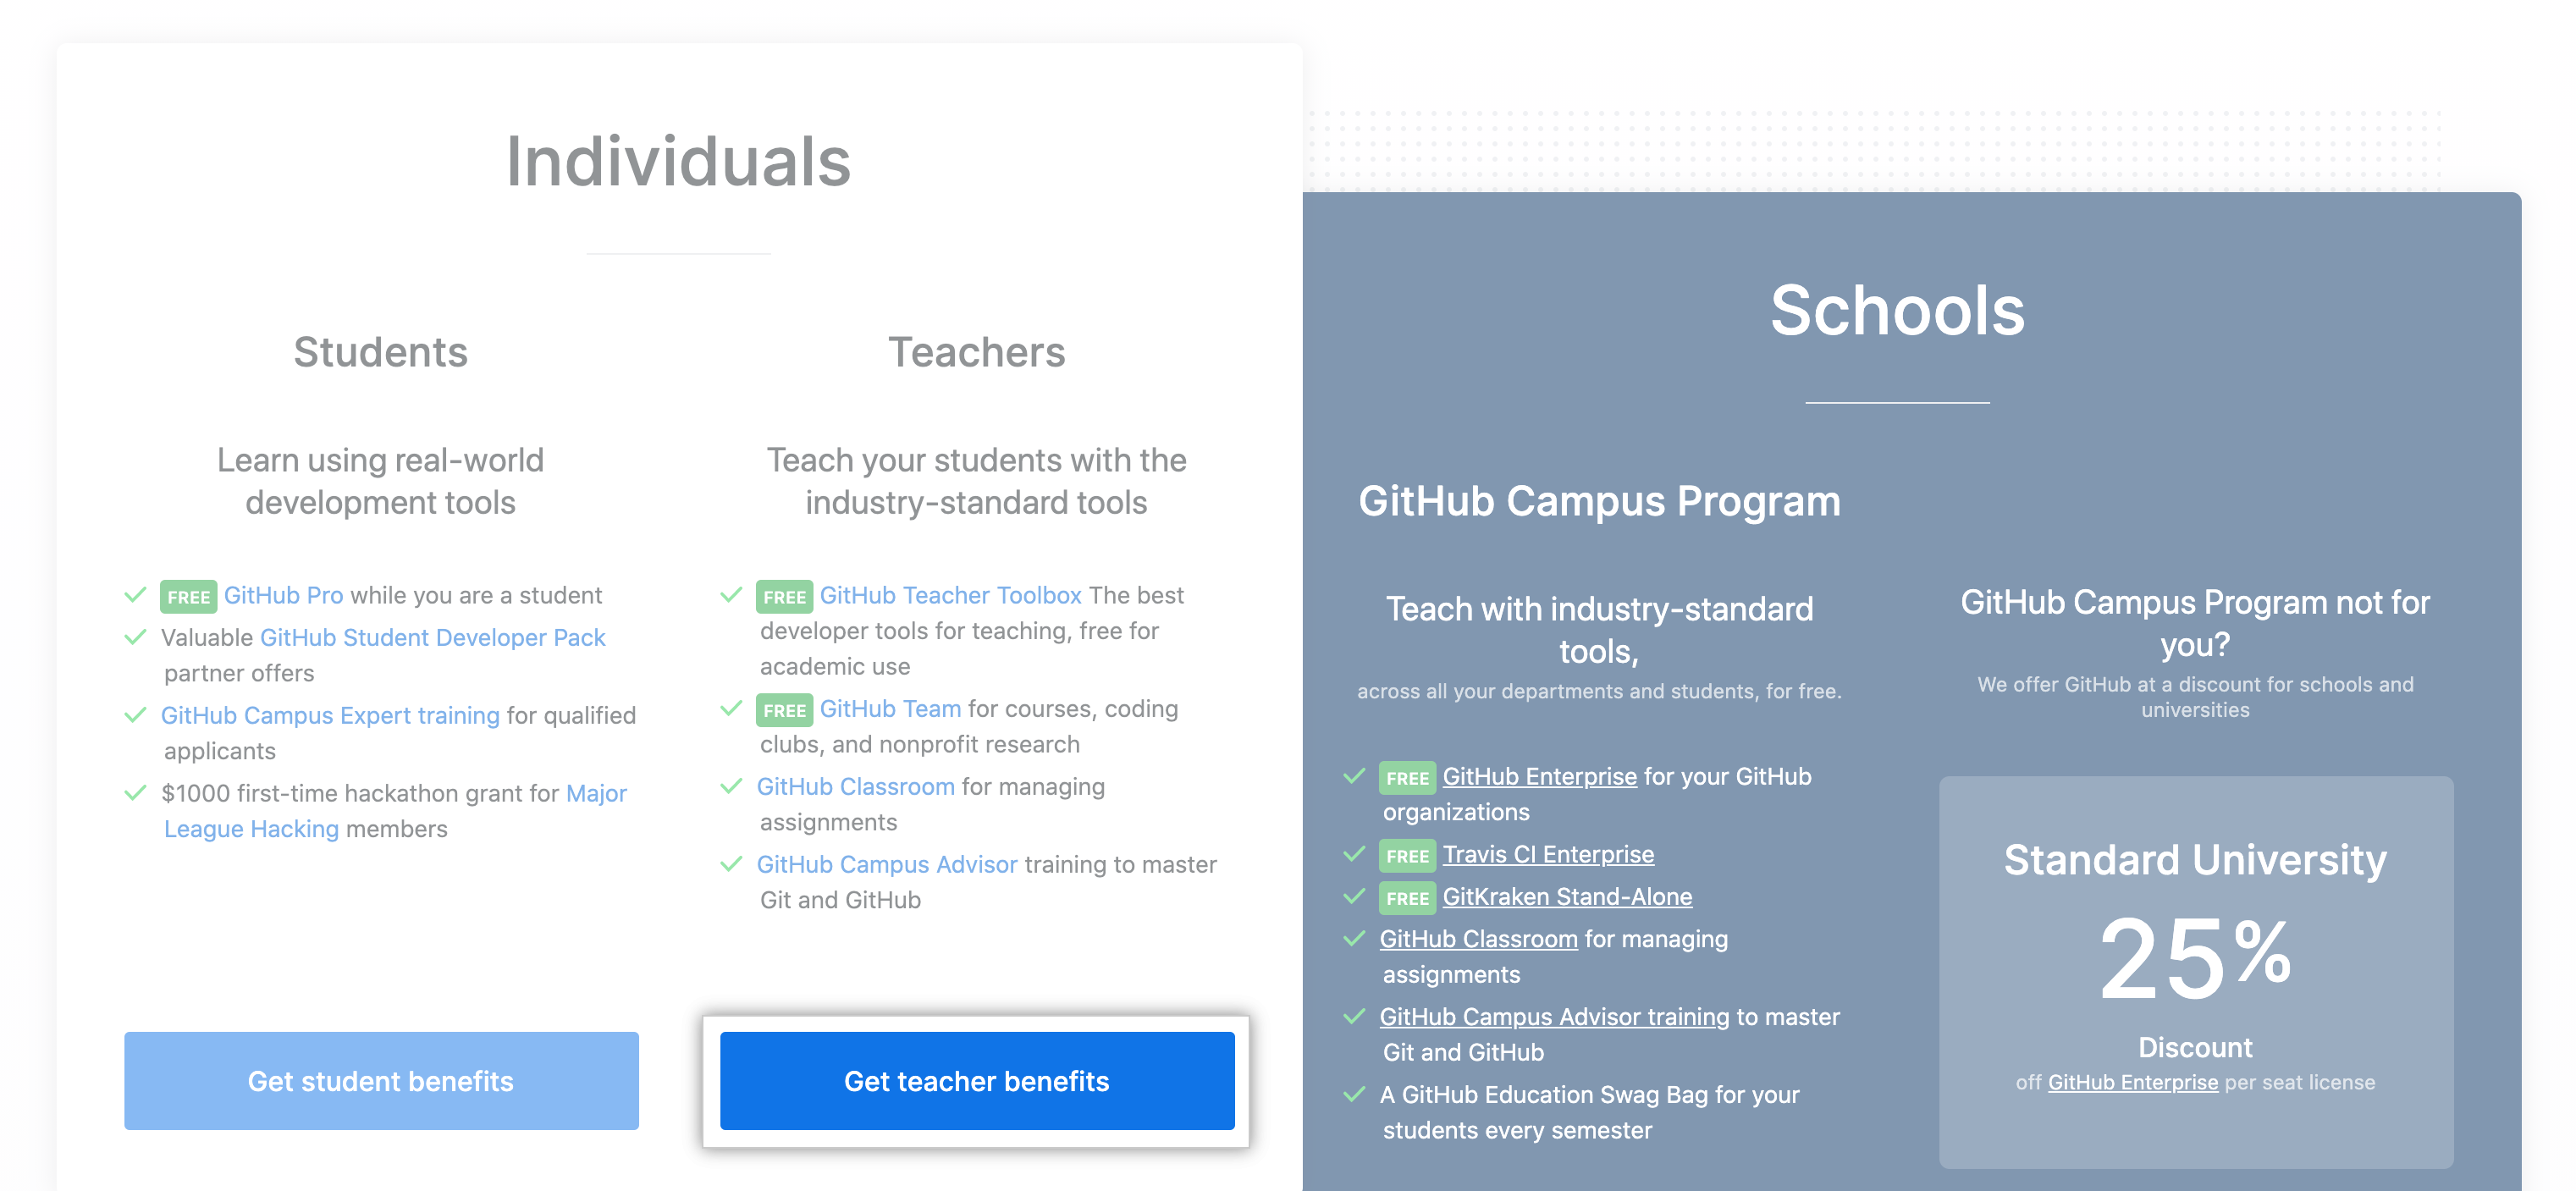 Individuals
Students
Learn using real-world
development tools
FREE GitHub Pro while you are a student
Valuable GitHub Student Developer Pack
partner offers
GitHub Campus Expert training for qualified
applicants
$1000 first-time hackathon grant for Major
League Hacking members
Get student benefits
Teachers
Teach your students with the
industry-standard tools
FREE GitHub Teacher Toolbox The best
developer tools for teaching, free for
academic use
FREE GitHub Team for courses, coding
clubs, and nonprofit research
GitHub Classroom for managing
assignments
GitHub Campus Advisor training to master
Git and GitHub
Get teacher benefits
Schools
GitHub Campus Program
Teach with industry-standard
tools,
across all your departments and students, for free.
FREE GitHub Enterprise for your GitHub
organizations
FREE Travis CI Enterprise
FREE GitKraken Stand-Alone
GitHub Classroom for managing
assignments
GitHub Campus Advisor training to master
Git and GitHub
A GitHub Education Swag Bag for your
students every semester
GitHub Campus Program not for
you?
We offer GitHub at a discount for schools and
universities
Standard University
25%
Discount
off GitHub Enterprise per seat license